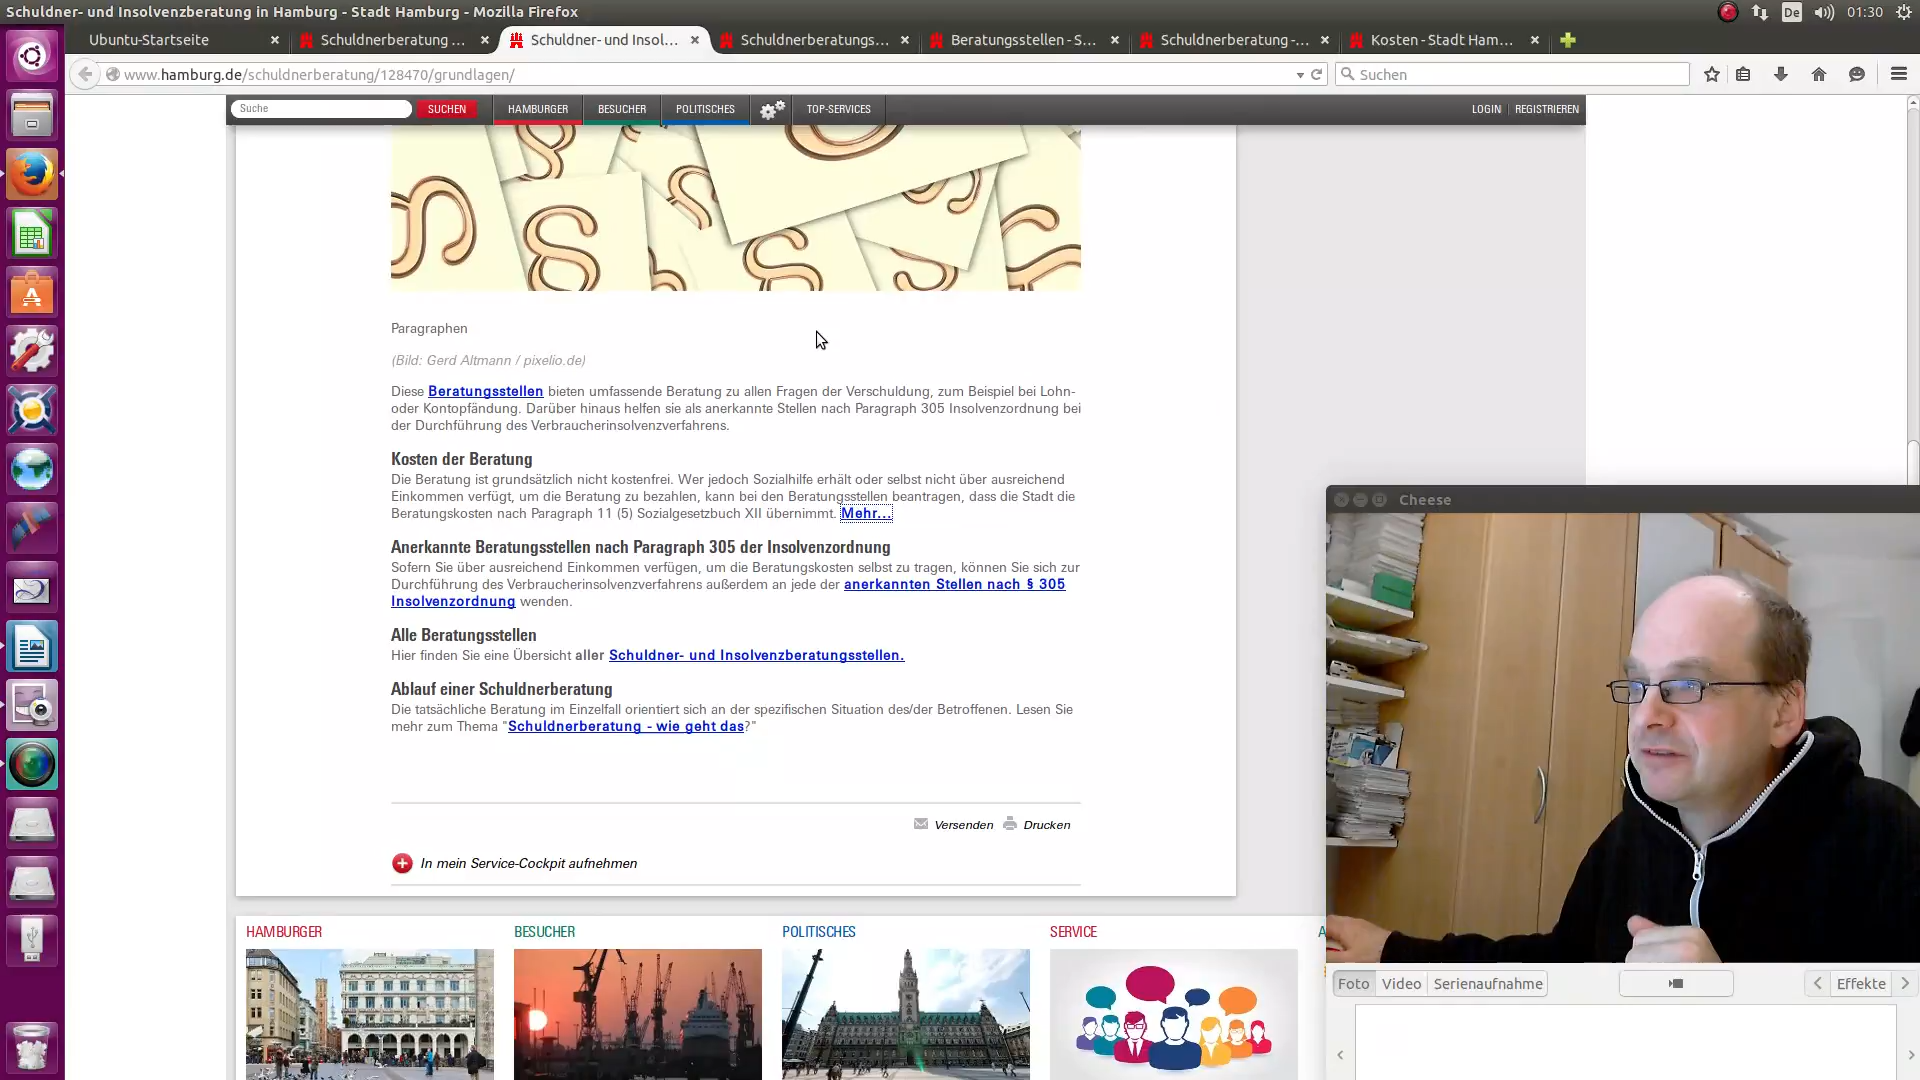 Schuldner- und Insolvenzberatung in Hamburg - Stadt Hamburg - Mozilla Firefox
De
01:30
Ubuntu-Startseite
Schuldnerberatung ...
Schuldner- und Insol...
Schuldnerberatungs...
Beratungsstellen - S...
Schuldnerberatung -...
Kosten - Stadt Ham...
www.hamburg.de/schuldnerberatung/128470/grundlagen/
Suchen
Suche
SUCHEN
HAMBURGER
BESUCHER
POLITISCHES
TOP-SERVICES
LOGIN
REGISTRIEREN
Paragraphen
(Bild: Gerd Altmann / pixelio.de)
Diese Beratungsstellen bieten umfassende Beratung zu allen Fragen der Verschuldung, zum Beispiel bei Lohn-
oder Kontopfändung. Darüber hinaus helfen sie als anerkannte Stellen nach Paragraph 305 Insolvenzordnung bei
der Durchführung des Verbraucherinsolvenzverfahrens.
Kosten der Beratung
Die Beratung ist grundsätzlich nicht kostenfrei. Wer jedoch Sozialhilfe erhält oder selbst nicht über ausreichend
Einkommen verfügt, um die Beratung zu bezahlen, kann bei den Beratungsstellen beantragen, dass die Stadt die
Beratungskosten nach Paragraph 11 (5) Sozialgesetzbuch XII übernimmt. Mehr...
Anerkannte Beratungsstellen nach Paragraph 305 der Insolvenzordnung
Sofern Sie über ausreichend Einkommen verfügen, um die Beratungskosten selbst zu tragen, können Sie sich zur
Durchführung des Verbraucherinsolvenzverfahrens außerdem an jede der anerkannten Stellen nach § 305
Insolvenzordnung wenden.
Alle Beratungsstellen
Hier finden Sie eine Übersicht aller Schuldner- und Insolvenzberatungsstellen.
Ablauf einer Schuldnerberatung
Die tatsächliche Beratung im Einzelfall orientiert sich an der spezifischen Situation des/der Betroffenen. Lesen Sie
mehr zum Thema "Schuldnerberatung - wie geht das?"
Versenden
Drucken
In mein Service-Cockpit aufnehmen
HAMBURGER
BESUCHER
POLITISCHES
SERVICE
A
Cheese
Foto
Video
Serienaufnahme
Effekte